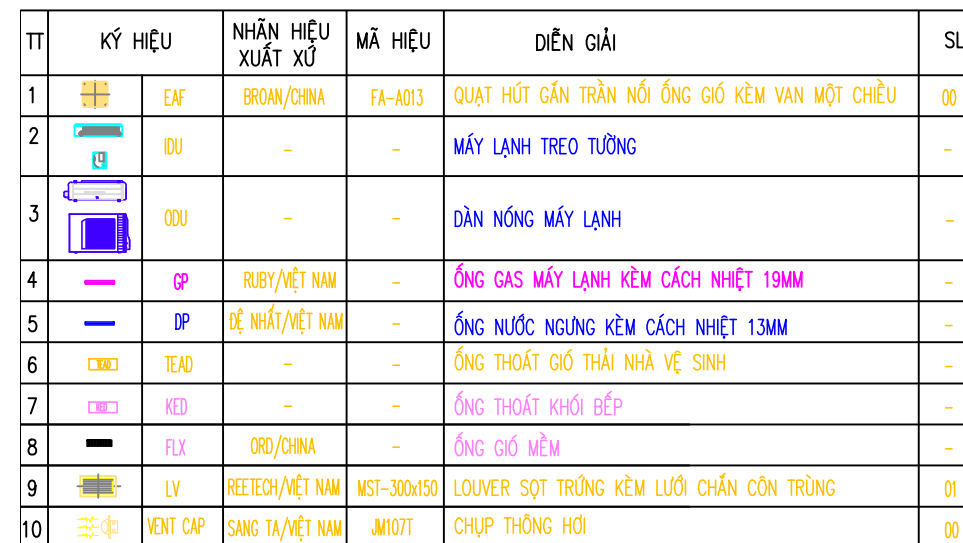 TT KÝ HIỆU NHÃN HIỆU XUẤT XỨ MÃ HIỆU DIỄN GIẢI SL
1 EAF BROAN/CHINA FA-A013 QUẠT HÚT GẮN TRẦN NỐI ỐNG GIÓ KÈM VAN MỘT CHIỀU 00
2 IDU - - MÁY LẠNH TREO TƯỜNG -
3 ODU - - DÀN NÓNG MÁY LẠNH -
4 GP RUBY/VIỆT NAM - ỐNG GAS MÁY LẠNH KÈM CÁCH NHIỆT 19MM -
5 DP ĐỆ NHẤT/VIỆT NAM - ỐNG NƯỚC NGƯNG KÈM CÁCH NHIỆT 13MM -
6 TEAD TEAD - - ỐNG THOÁT GIÓ THẢI NHÀ VỆ SINH -
7 KED KED - - ỐNG THOÁT KHÓI BẾP -
8 FLX ORD/CHINA - ỐNG GIÓ MỀM -
9 LV REETECH/VIỆT NAM MST-300x150 LOUVER SỌT TRỨNG KÈM LƯỚI CHẮN CÔN TRÙNG 01
10 VENT CAP SANG TA/VIỆT NAM JM107T CHỤP THÔNG HƠI 00